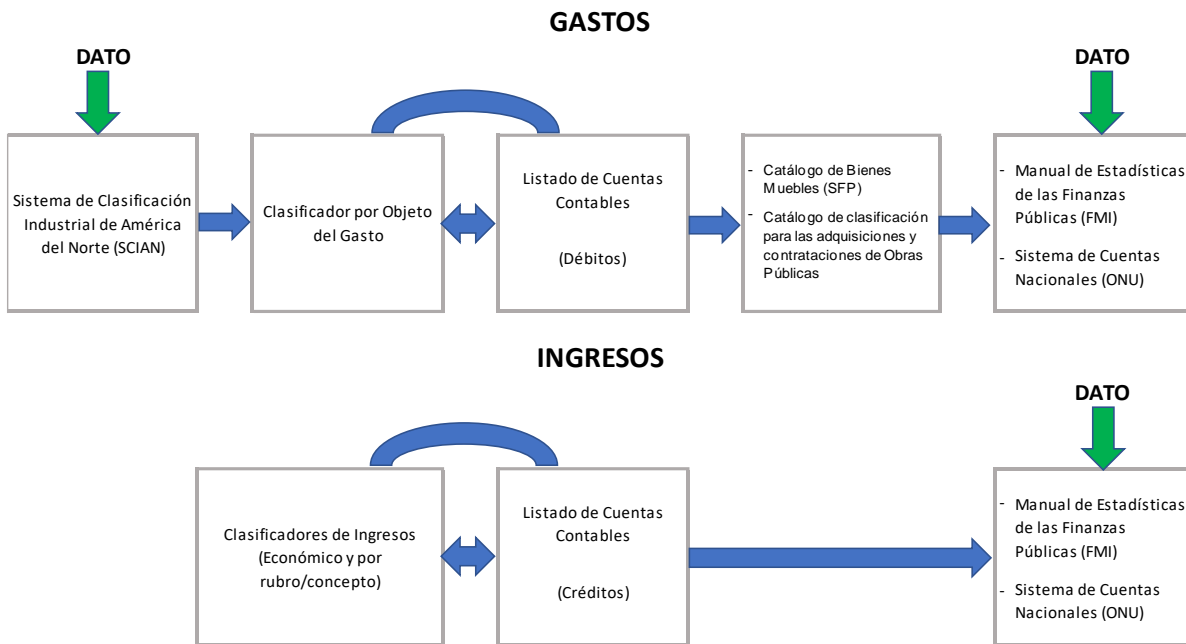 GASTOS
DATO
DATO
Sistema de Clasificación
Industrial de América
del Norte (SCIAN)
Clasificador por Objeto
del Gasto
Listado de Cuentas
Contables
(Débitos)
- Catálogo de Bienes
Muebles (SFP)
- Catálogo de clasificación
para las adquisiciones y
contrataciones de Obras
Públicas
- Manual de Estadísticas
de las Finanzas
Públicas (FMI)
- Sistema de Cuentas
Nacionales (ONU)
INGRESOS
DATO
Clasificadores de Ingresos
(Económico y por
rubro/concepto)
Listado de Cuentas
Contables
(Créditos)
- Manual de Estadísticas
de las Finanzas
Públicas (FMI)
- Sistema de Cuentas
Nacionales (ONU)